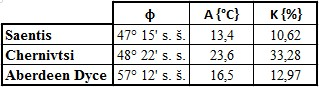 ϕ A {°C} K {%}
Saentis 47° 15' s. š. 13,4 10,62
Chernivtsi 48° 22' s. s. 23,6 33,28
Aberdeen Dyce 57° 12' s. š. 16,5 12,97